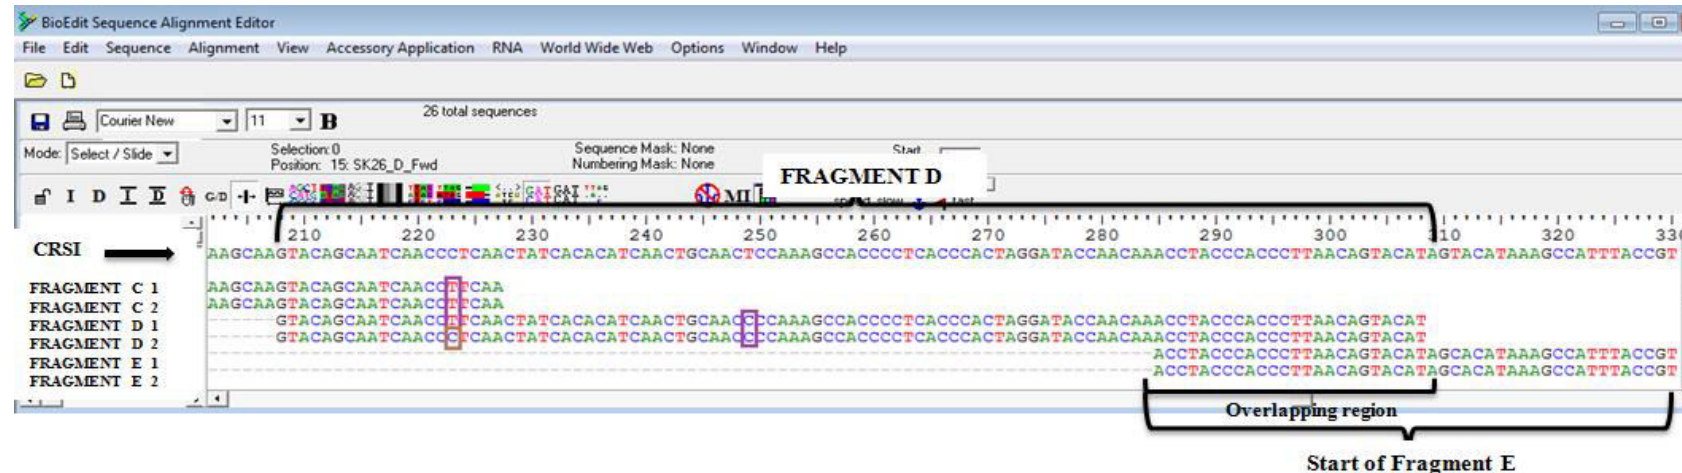 BioEdit Sequence Alignment Editor
File Edit Sequence Alignment View Accessory Application RNA World Wide Web Options Window Help
Courier New 11 B 26 total sequences
Mode: Select / Slide Selection: 0 Sequence Mask: None Start
Position: 15: SK26_D_Fwd Numbering Mask: None
FRAGMENT D
I D I D G/D MI
210 220 230 240 250 260 270 280 290 300 310 320 330
CRSI AAGCAAGTACAGCAATCAACCCTCAACTATCACACATCAACTGCAACTCCAAAGCCACCCCTCACCCACTAGGATACCAACAAACCTACCCACCCTTAACAGTACATAGTACATAAAGCCATTTACCGT
FRAGMENT C 1 AAGCAAGTACAGCAATCAACCTTCAA
FRAGMENT C 2 AAGCAAGTACAGCAATCAACCTTCAA
FRAGMENT D 1 GTACAGCAATCAACCTTCAACTATCACACATCAACTGCAACCCCAAAGCCACCCCTCACCCACTAGGATACCAACAAACCTACCCACCCTTAACAGTACAT
FRAGMENT D 2 GTACAGCAATCAACCCTCAACTATCACACATCAACTGCAACCCCAAAGCCACCCCTCACCCACTAGGATACCAACAAACCTACCCACCCTTAACAGTACAT
FRAGMENT E 1 ACCTACCCACCCTTAACAGTACATAGCACATAAAGCCATTTACCGT
FRAGMENT E 2 ACCTACCCACCCTTAACAGTACATAGCACATAAAGCCATTTACCGT
Overlapping region
Start of Fragment E